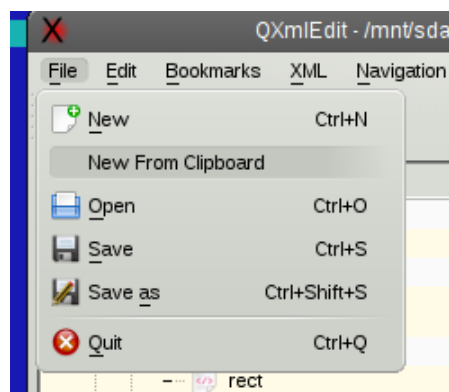 QXmlEdit - /mnt/sda
File Edit Bookmarks XML Navigation
New Ctrl+N
New From Clipboard
Open Ctrl+O
Save Ctrl+S
Save as Ctrl+Shift+S
Quit Ctrl+Q
rect